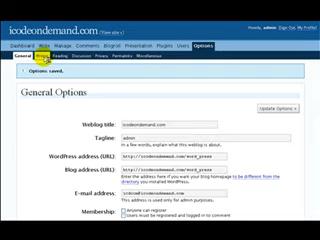 icodeondemand.com (View site »)
Howdy, admin. [Sign Out, My Profile]
Dashboard Write Manage Comments Blogroll Presentation Plugins Users Options
General Writing Reading Discussion Privacy Permalinks Miscellaneous
Options saved.
General Options
Update Options »
Weblog title: icodeondemand.com
Tagline: admin
In a few words, explain what this weblog is about.
WordPress address (URL): http://icodeondemand.com/word_press
Blog address (URL): http://icodeondemand.com/word_press
Enter the address here if you want your blog homepage to be different from the
directory you installed WordPress.
E-mail address:
This address is used only for admin purposes.
Membership: Anyone can register
Users must be registered and logged in to comment